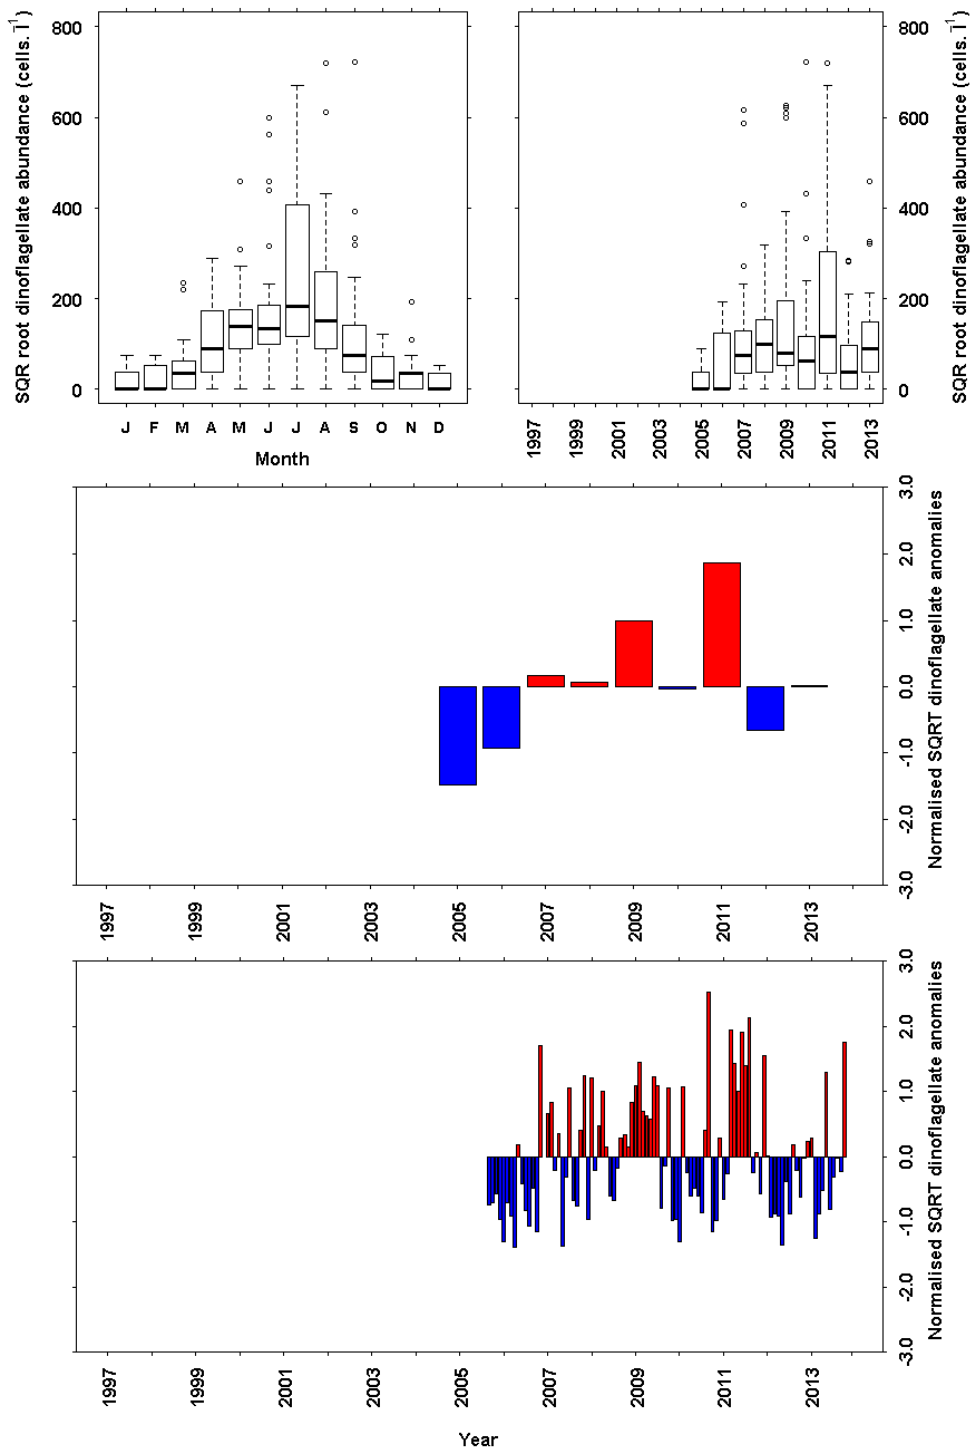 SQR root dinoflagellate abundance (cells. l⁻¹)
800
600
400
200
0
J F M A M J J A S O N D
Month
800
600
400
200
0
SQR root dinoflagellate abundance (cells. l⁻¹)
1997 1999 2001 2003 2005 2007 2009 2011 2013
3.0
2.0
1.0
0.0
-1.0
-2.0
-3.0
Normalised SQRT dinoflagellate anomalies
1997 1999 2001 2003 2005 2007 2009 2011 2013
3.0
2.0
1.0
0.0
-1.0
-2.0
-3.0
Normalised SQRT dinoflagellate anomalies
1997 1999 2001 2003 2005 2007 2009 2011 2013
Year